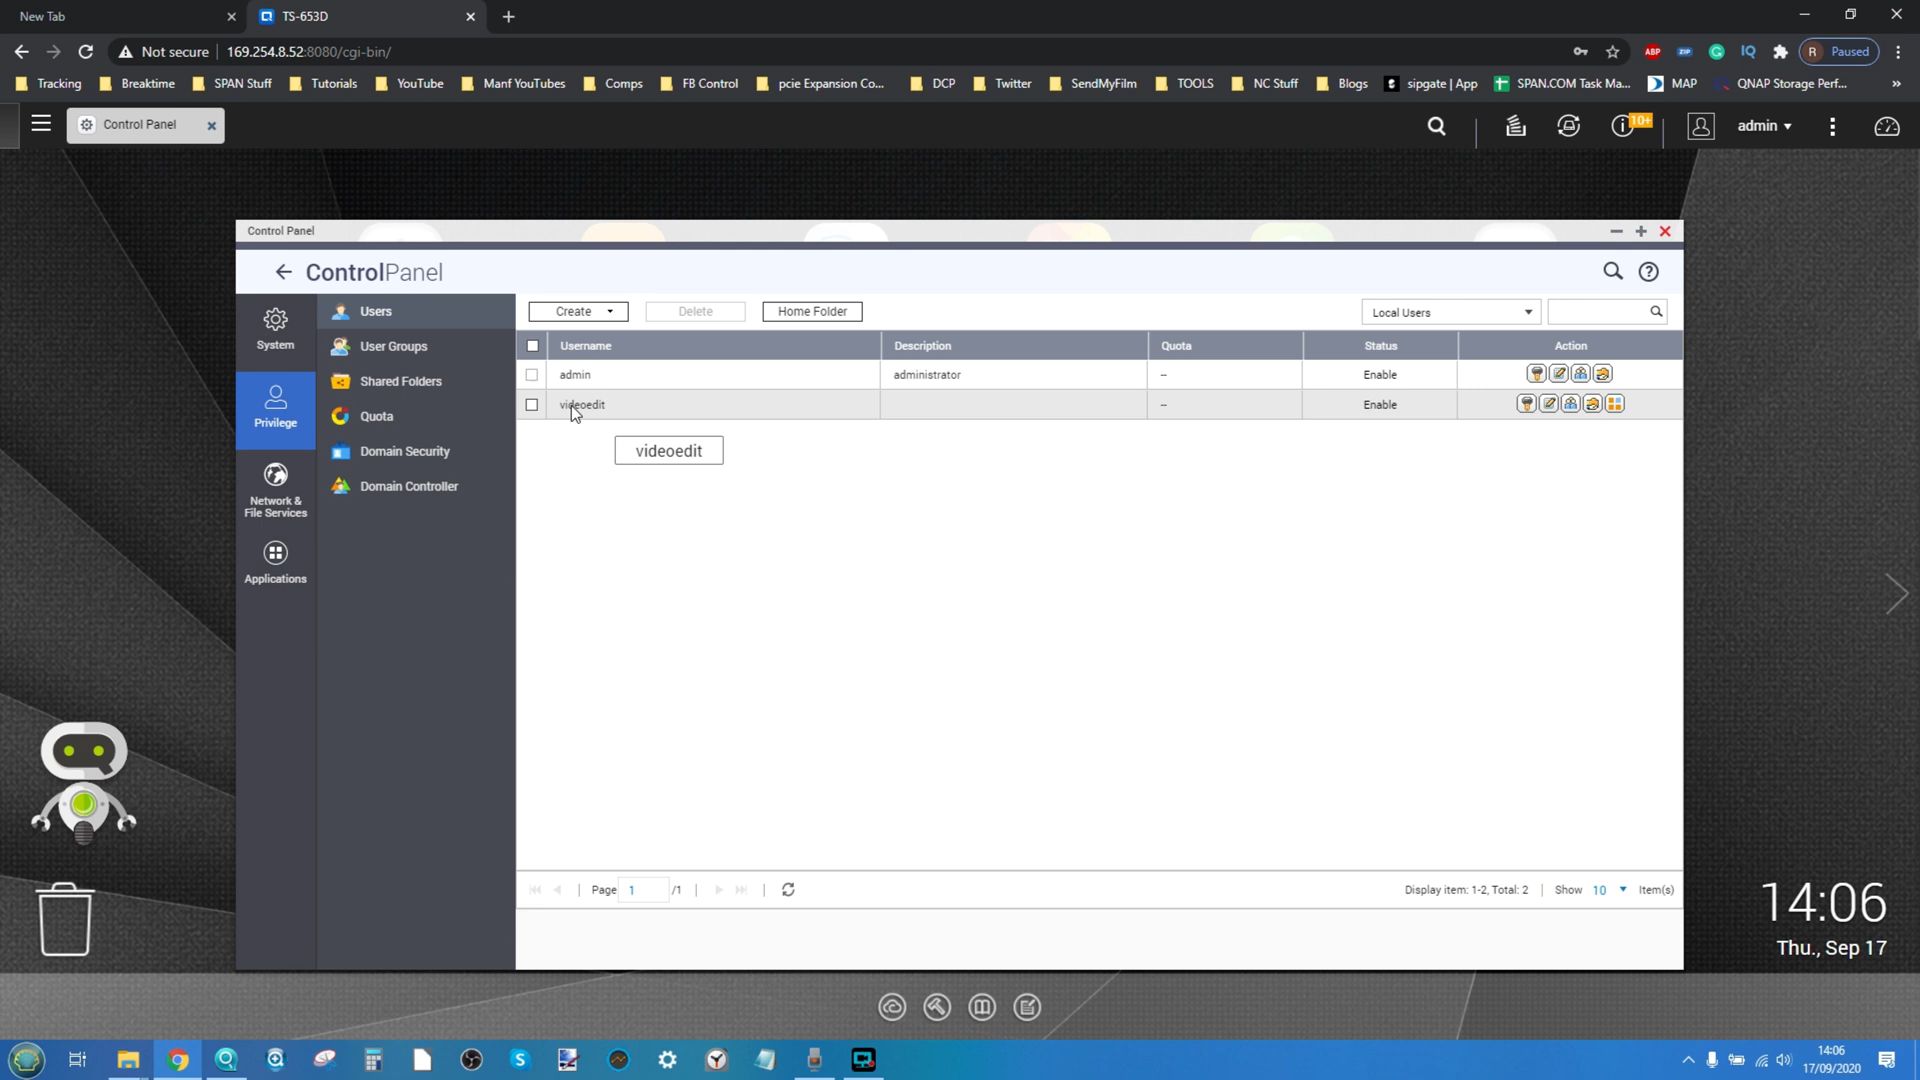 New Tab
TS-653D
Not secure 169.254.8.52:8080/cgi-bin/
ABP ZIP IQ R Paused
Tracking Breaktime SPAN Stuff Tutorials YouTube Manf YouTubes Comps FB Control pcie Expansion Co... DCP Twitter SendMyFilm TOOLS NC Stuff Blogs sipgate | App SPAN.COM Task Ma... MAP QNAP Storage Perf... »
Control Panel 10+ admin
Control Panel
ControlPanel
System
Privilege
Network &
File Services
Applications
Users
User Groups
Shared Folders
Quota
Domain Security
Domain Controller
Create Delete Home Folder Local Users
Username Description Quota Status Action
admin administrator -- Enable
videoedit -- Enable
videoedit
Page 1 /1 Display item: 1-2, Total: 2 | Show 10 Item(s)
14:06
Thu., Sep 17
14:06
17/09/2020